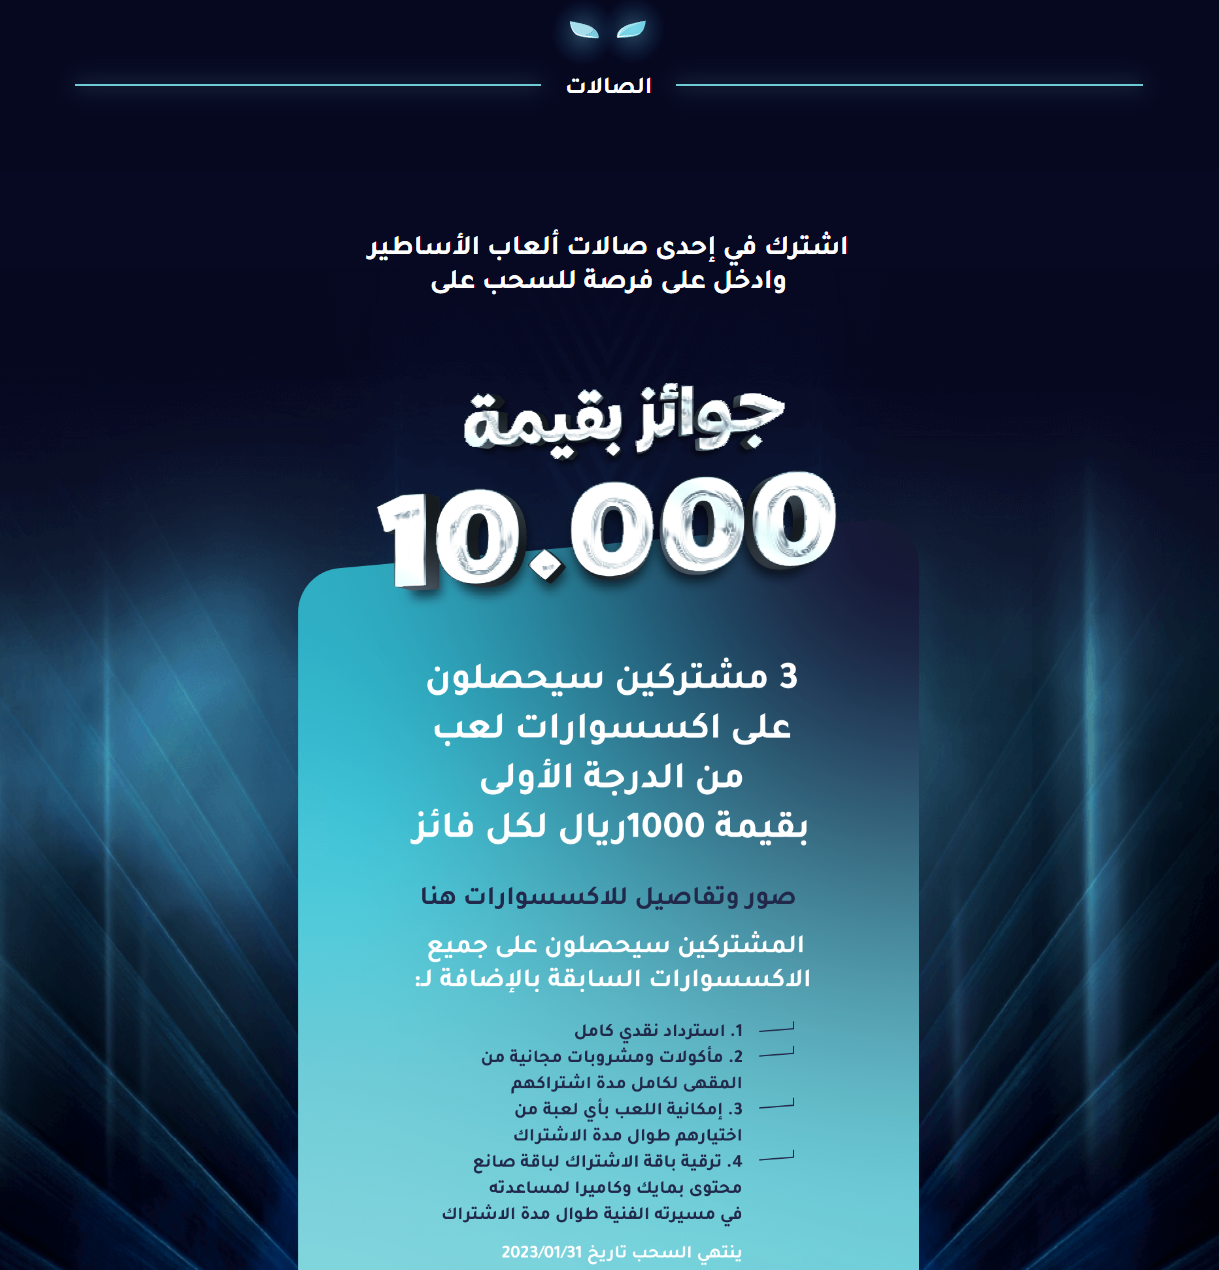 الصالات
اشترك في إحدى صالات ألعاب الأساطير
وادخل على فرصة للسحب على
جوائز بقيمة
10.000
3 مشتركين سيحصلون
على اكسسوارات لعب
من الدرجة الأولى
بقيمة 1000ريال لكل فائز
صور وتفاصيل للاكسسوارات هنا
المشتركين سيحصلون على جميع
الاكسسوارات السابقة بالإضافة لـ:
1. استرداد نقدي كامل
2. مأكولات ومشروبات مجانية من
المقهى لكامل مدة اشتراكهم
3. إمكانية اللعب بأي لعبة من
اختيارهم طوال مدة الاشتراك
4. ترقية باقة الاشتراك لباقة صانع
محتوى بمايك وكاميرا لمساعدته
في مسيرته الفنية طوال مدة الاشتراك
ينتهي السحب تاريخ 2023/01/31